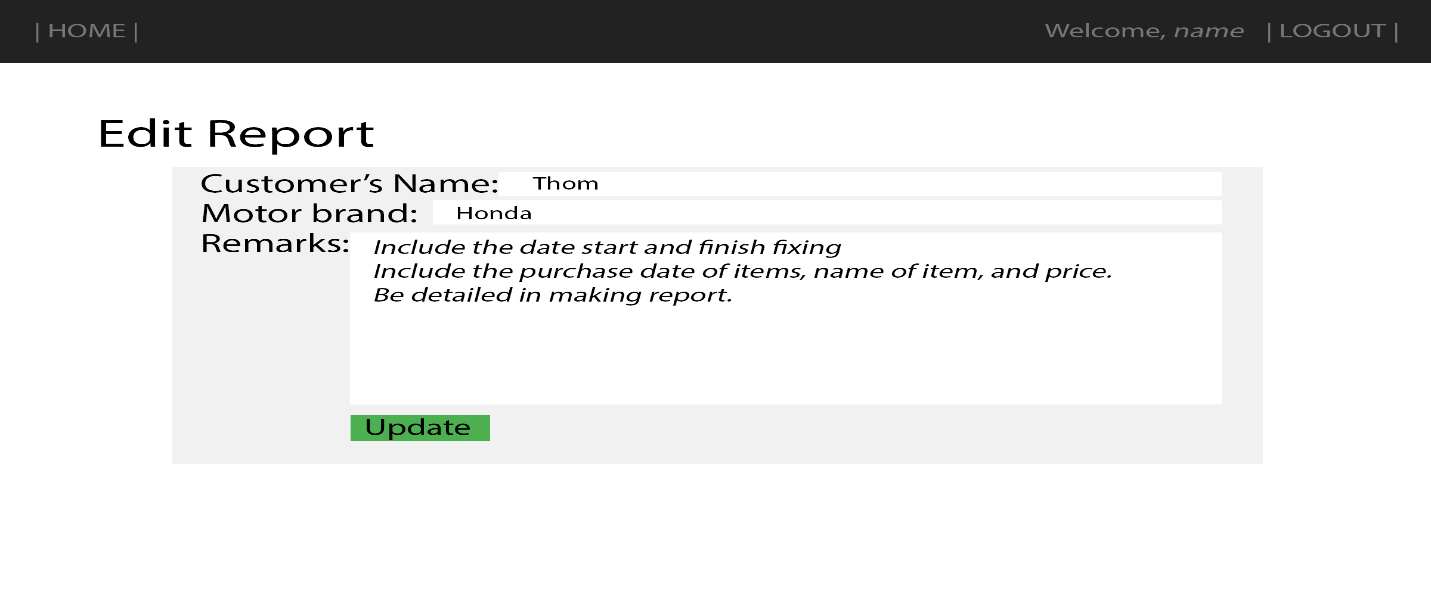 | HOME | Welcome, name | LOGOUT |
Edit Report
Customer’s Name: Thom
Motor brand: Honda
Remarks: Include the date start and finish fixing
Include the purchase date of items, name of item, and price.
Be detailed in making report.
Update